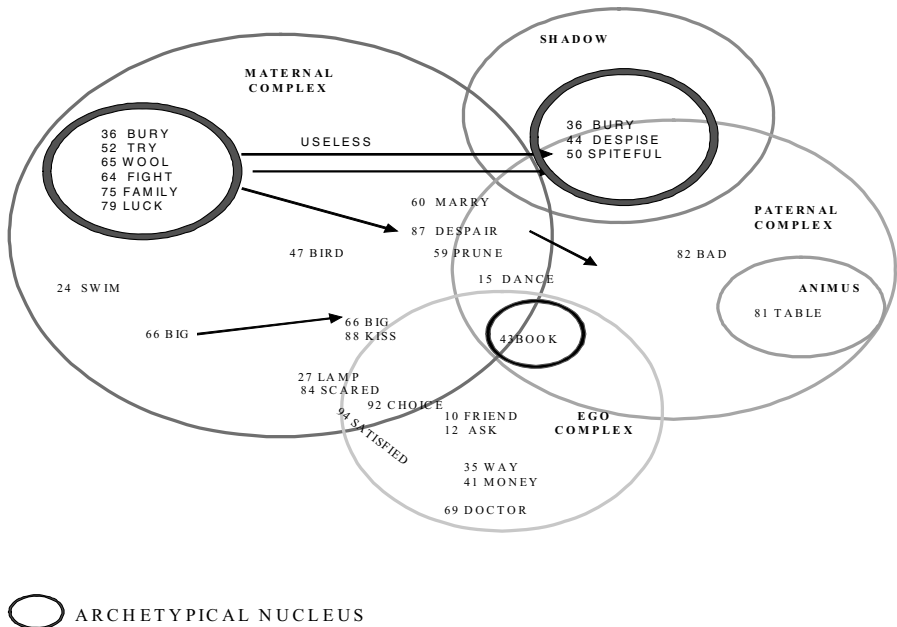 SHADOW
MATERNAL
COMPLEX
36 BURY
52 TRY
65 WOOL
64 FIGHT
75 FAMILY
79 LUCK
USELESS
36 BURY
44 DESPISE
50 SPITEFUL
60 MARRY
87 DESPAIR
59 PRUNE
47 BIRD
15 DANCE
PATERNAL
COMPLEX
82 BAD
ANIMUS
81 TABLE
24 SWIM
66 BIG
66 BIG
88 KISS
43BOOK
27 LAMP
84 SCARED
92 CHOICE
94 SATISFIED
10 FRIEND
12 ASK
EGO
COMPLEX
35 WAY
41 MONEY
69 DOCTOR
ARCHETYPICAL NUCLEUS